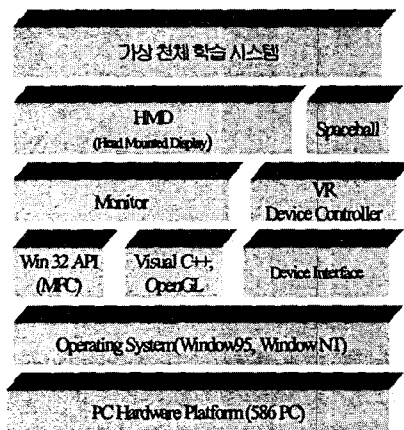 가상 천체 학습 시스템
HMD
(Head Mounted Display)
Spaceball
Monitor
VR
Device Controller
Win 32 API
(MFC)
Visual C++,
OpenGL
Device Interface
Operating System(Window95, Window NT)
PC Hardware Platform (586 PC)